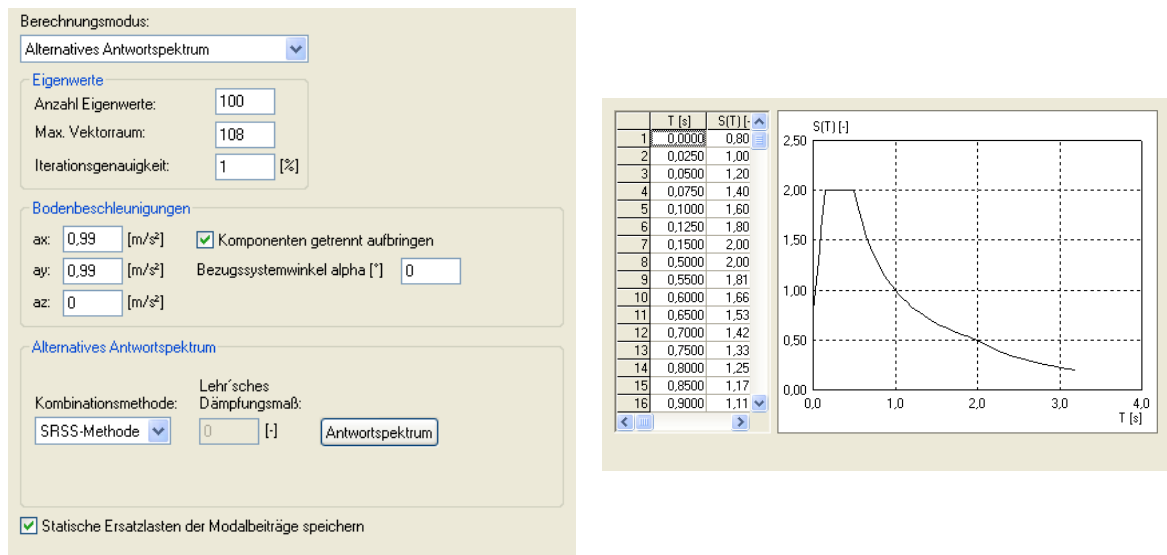 Berechnungsmodus:
Alternatives Antwortspektrum
Eigenwerte
Anzahl Eigenwerte: 100
Max. Vektorraum: 108
Iterationsgenauigkeit: 1 [%]
Bodenbeschleunigungen
ax: 0,99 [m/s²] Komponenten getrennt aufbringen
ay: 0,99 [m/s²] Bezugssystemwinkel alpha [°] 0
az: 0 [m/s²]
Alternatives Antwortspektrum
Lehr´sches
Kombinationsmethode: Dämpfungsmaß:
SRSS-Methode 0 [-] Antwortspektrum
Statische Ersatzlasten der Modalbeiträge speichern
T [s] S(T) [-
1 0,0000 0,80
2 0,0250 1,00
3 0,0500 1,20
4 0,0750 1,40
5 0,1000 1,60
6 0,1250 1,80
7 0,1500 2,00
8 0,5000 2,00
9 0,5500 1,81
10 0,6000 1,66
11 0,6500 1,53
12 0,7000 1,42
13 0,7500 1,33
14 0,8000 1,25
15 0,8500 1,17
16 0,9000 1,11
S(T) [-]
2,50
2,00
1,50
1,00
0,50
0,00
0,0 1,0 2,0 3,0 4,0
T [s]